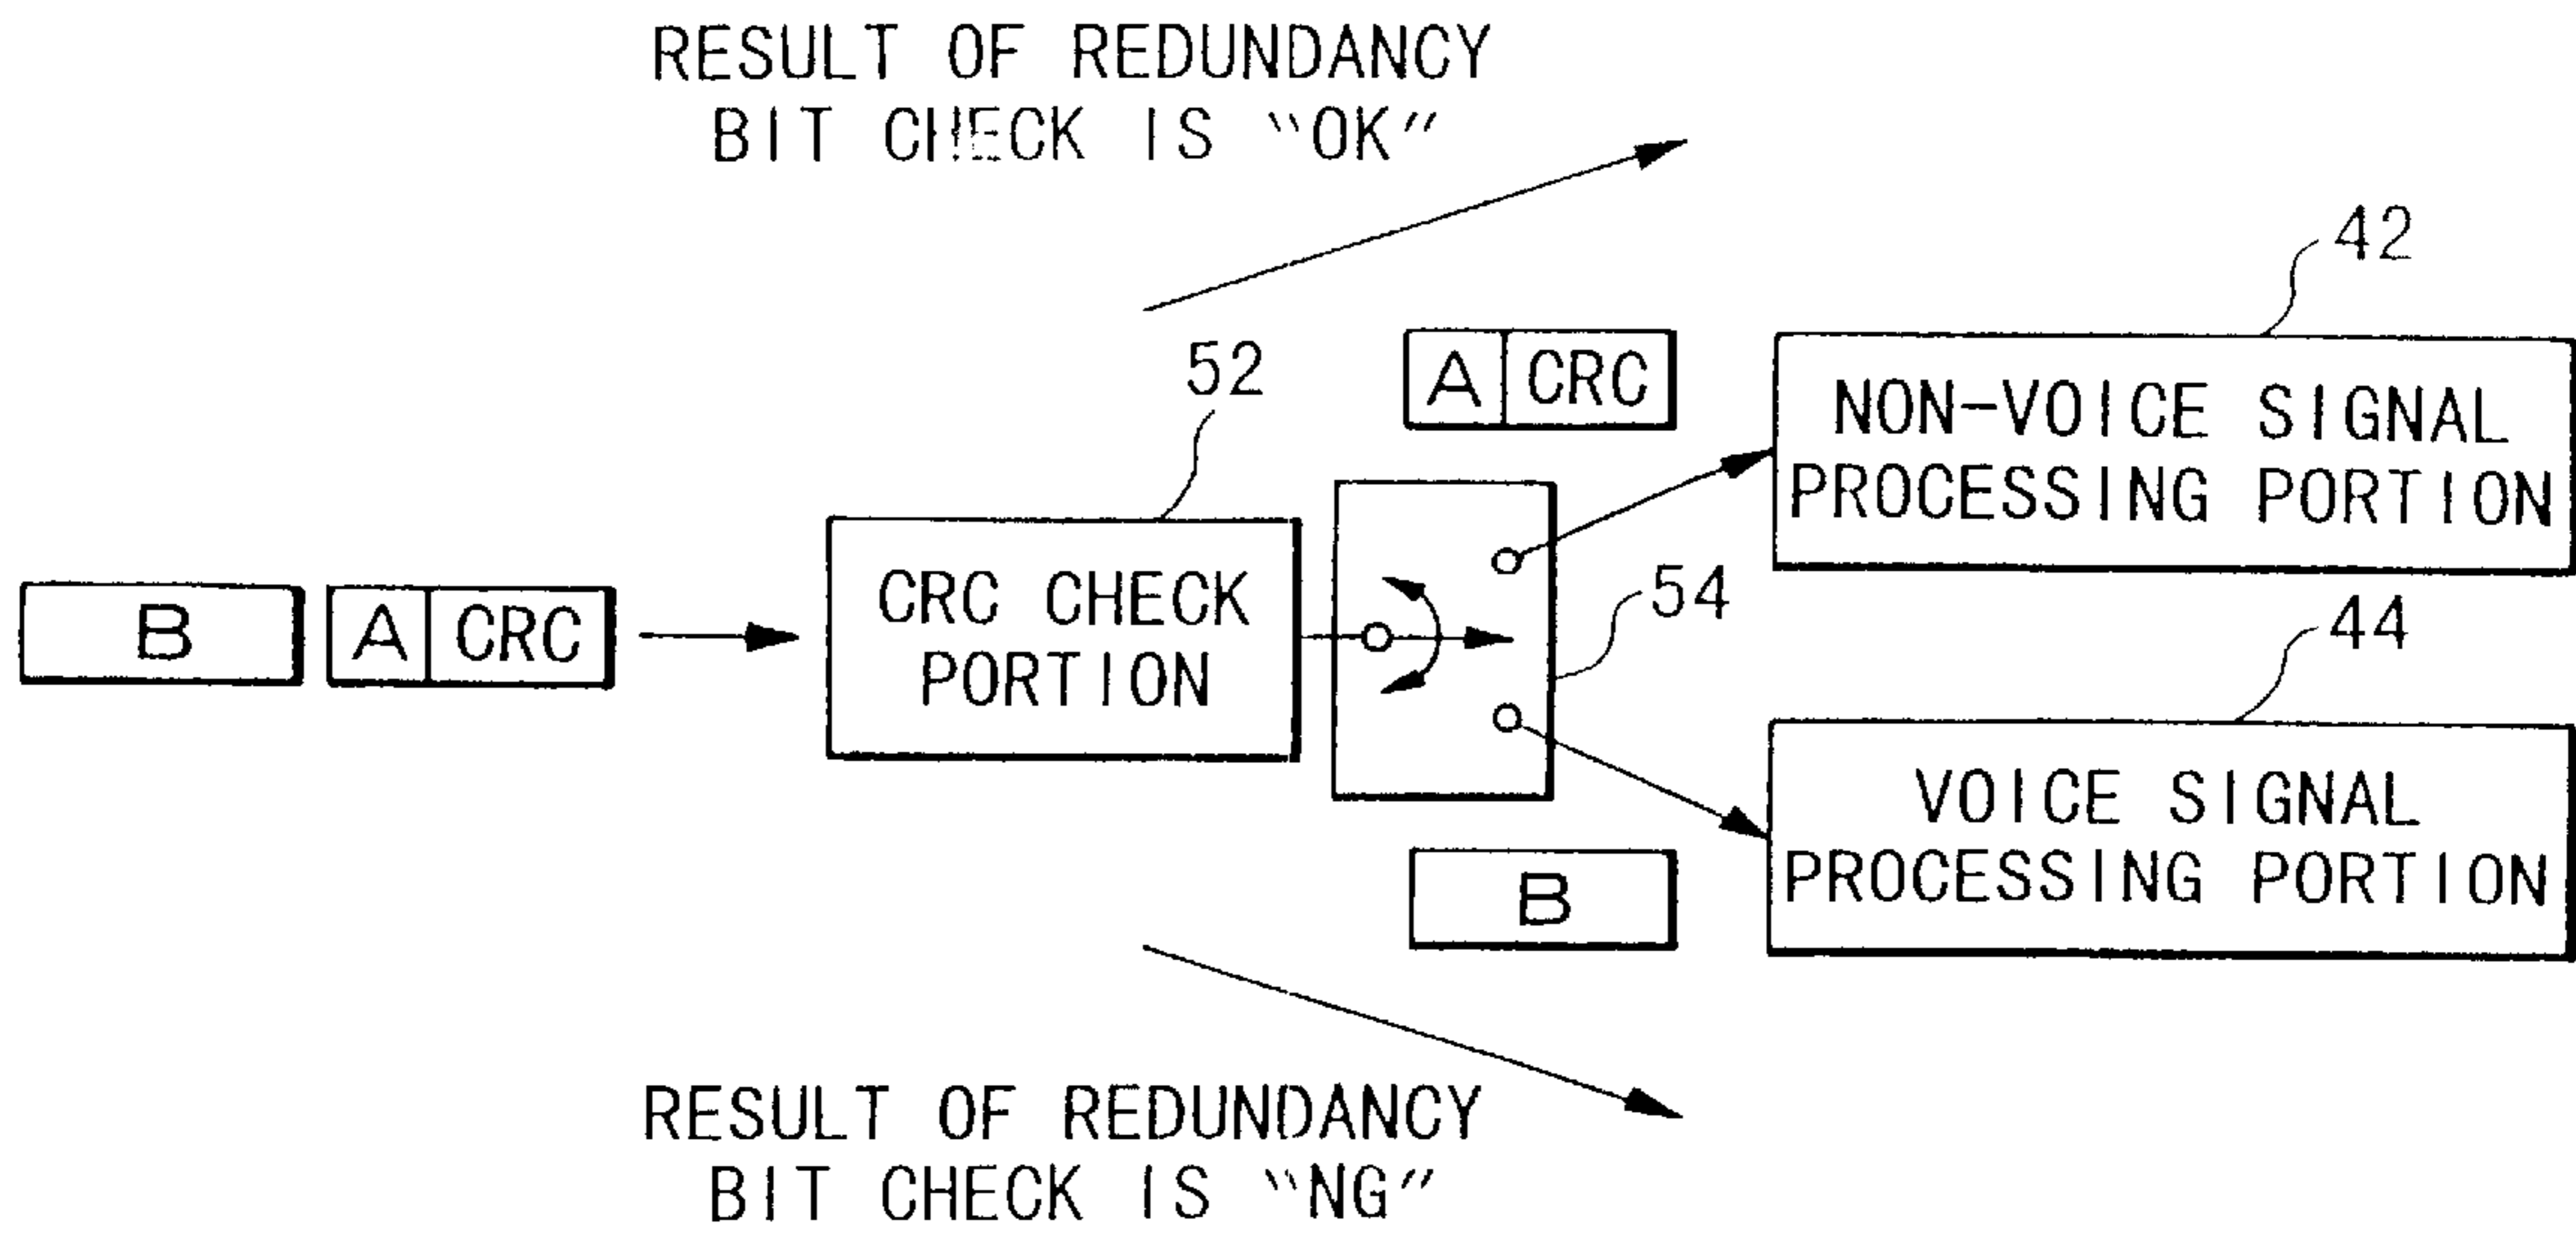 RESULT OF REDUNDANCY
BIT CHECK IS "OK"
42
A CRC
52
NON-VOICE SIGNAL
PROCESSING PORTION
B A CRC
CRC CHECK
PORTION
54
44
VOICE SIGNAL
PROCESSING PORTION
B
RESULT OF REDUNDANCY
BIT CHECK IS "NG"